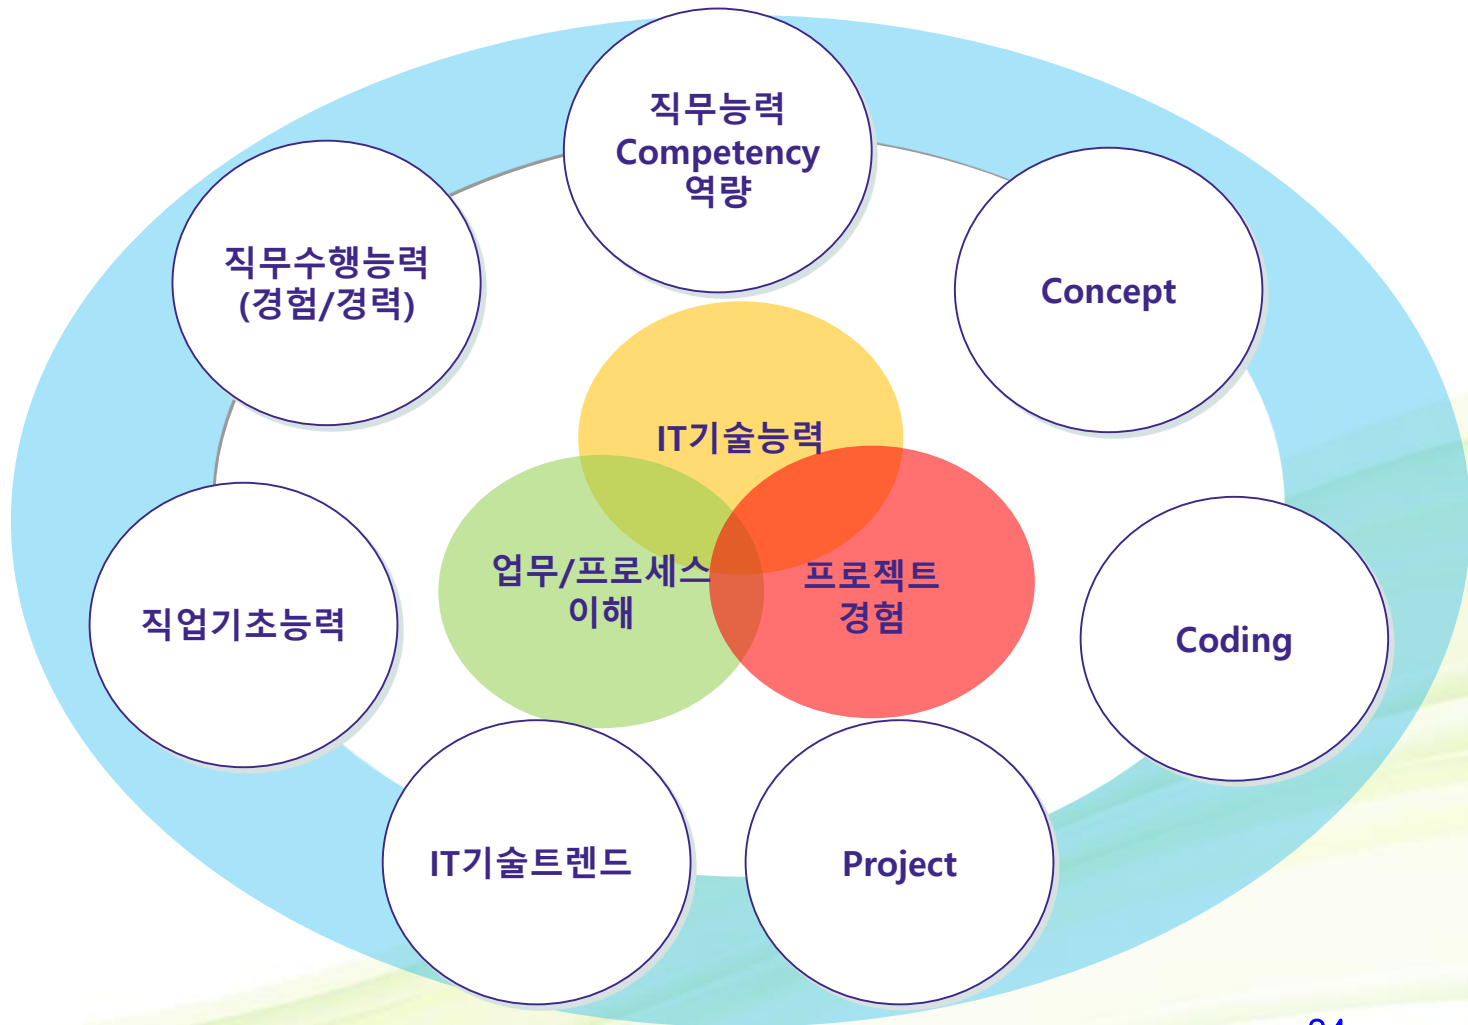 직무능력
Competency
역량
직무수행능력
(경험/경력)
Concept
IT기술능력
업무/프로세스
이해
프로젝트
경험
직업기초능력
Coding
IT기술트렌드
Project